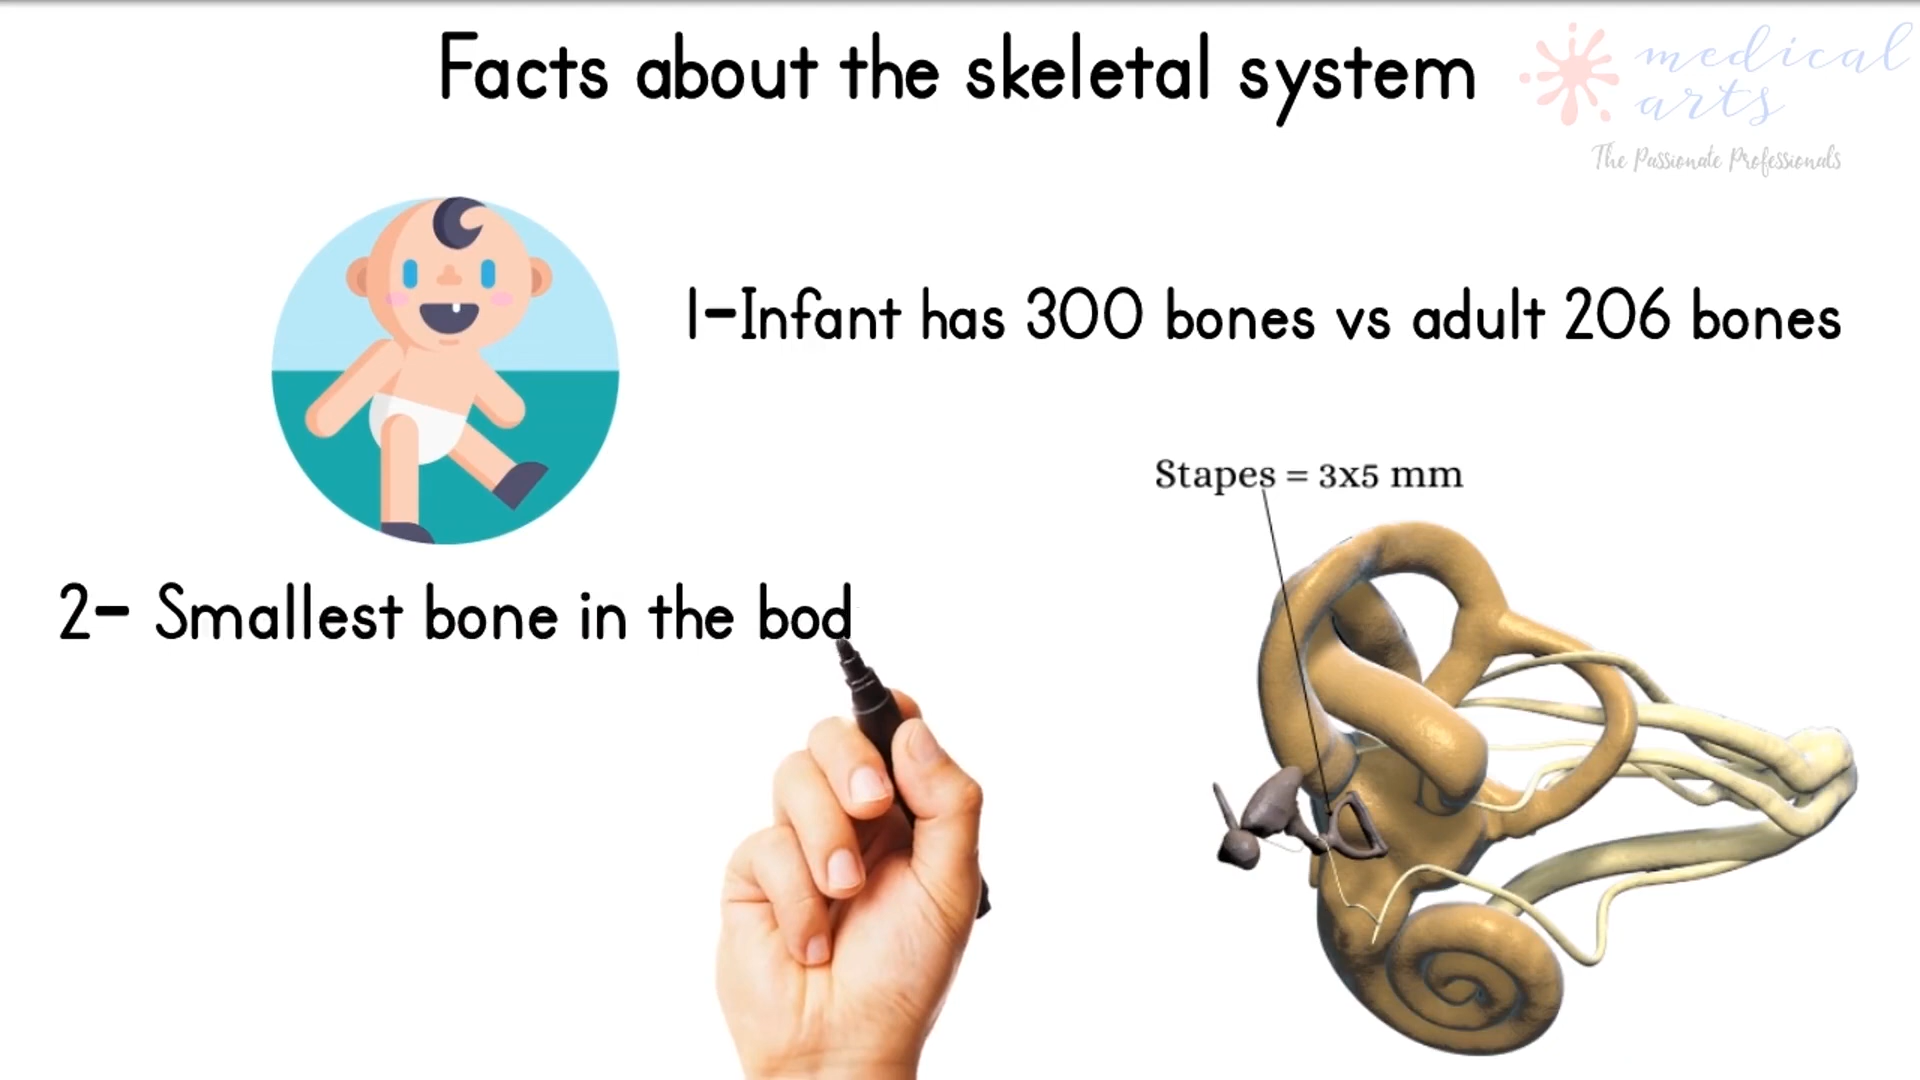 Facts about the skeletal system
medical
arts
The Passionate Professionals
1-Infant has 300 bones vs adult 206 bones
Stapes = 3x5 mm
2- Smallest bone in the bod